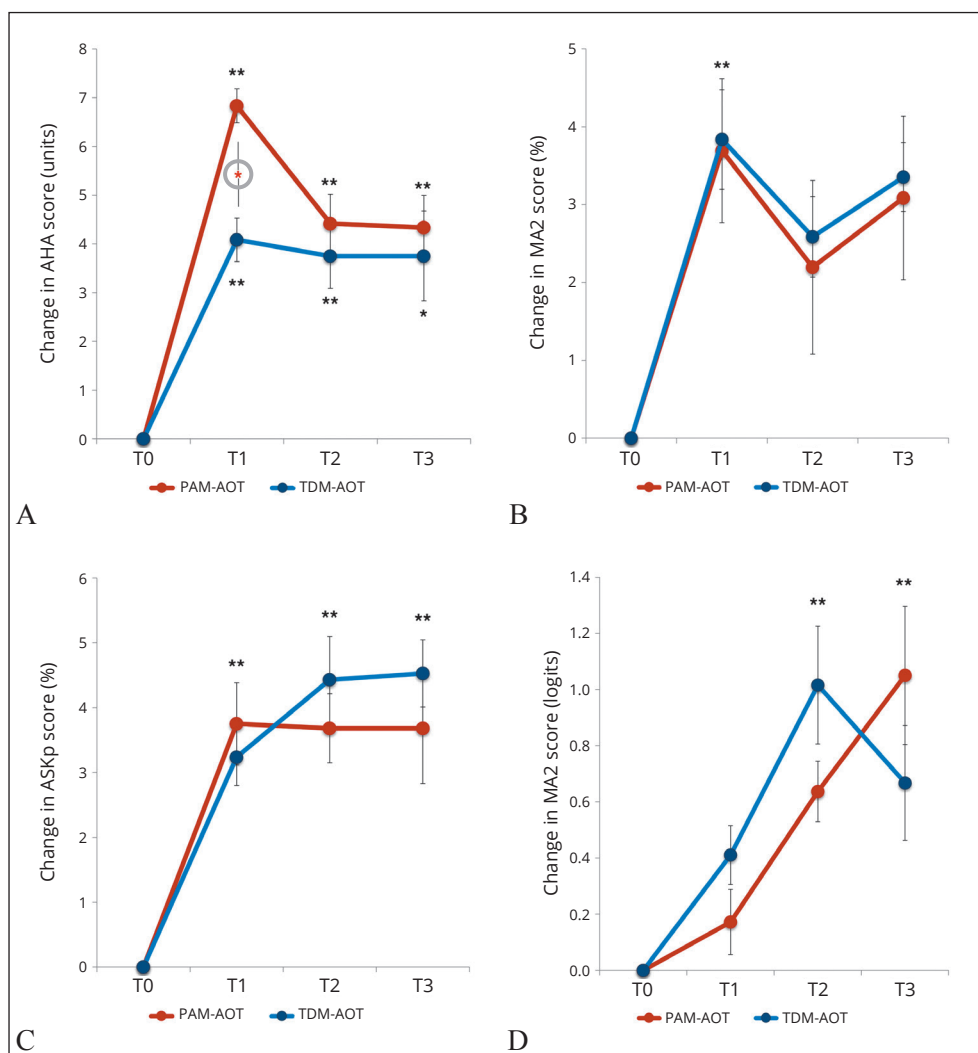 Change in AHA score (units)
8
7
6
5
4
3
2
1
0
**
*
**
**
**
**
*
T0 T1 T2 T3
PAM-AOT TDM-AOT
A
Change in MA2 score (%)
5
4
3
2
1
0
**
T0 T1 T2 T3
PAM-AOT TDM-AOT
B
Change in ASKp score (%)
6
5
4
3
2
1
0
**
**
**
T0 T1 T2 T3
PAM-AOT TDM-AOT
C
Change in MA2 score (logits)
1.4
1.2
1.0
0.8
0.6
0.4
0.2
0.0
**
**
T0 T1 T2 T3
PAM-AOT TDM-AOT
D